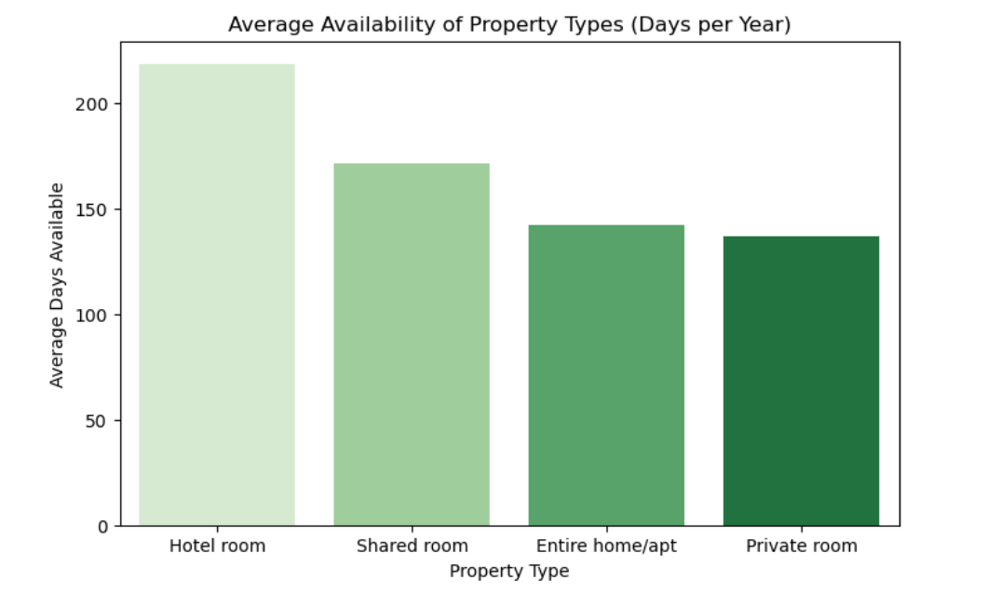 Average Availability of Property Types (Days per Year)
Average Days Available
200
150
100
50
0
Hotel room
Shared room
Entire home/apt
Private room
Property Type